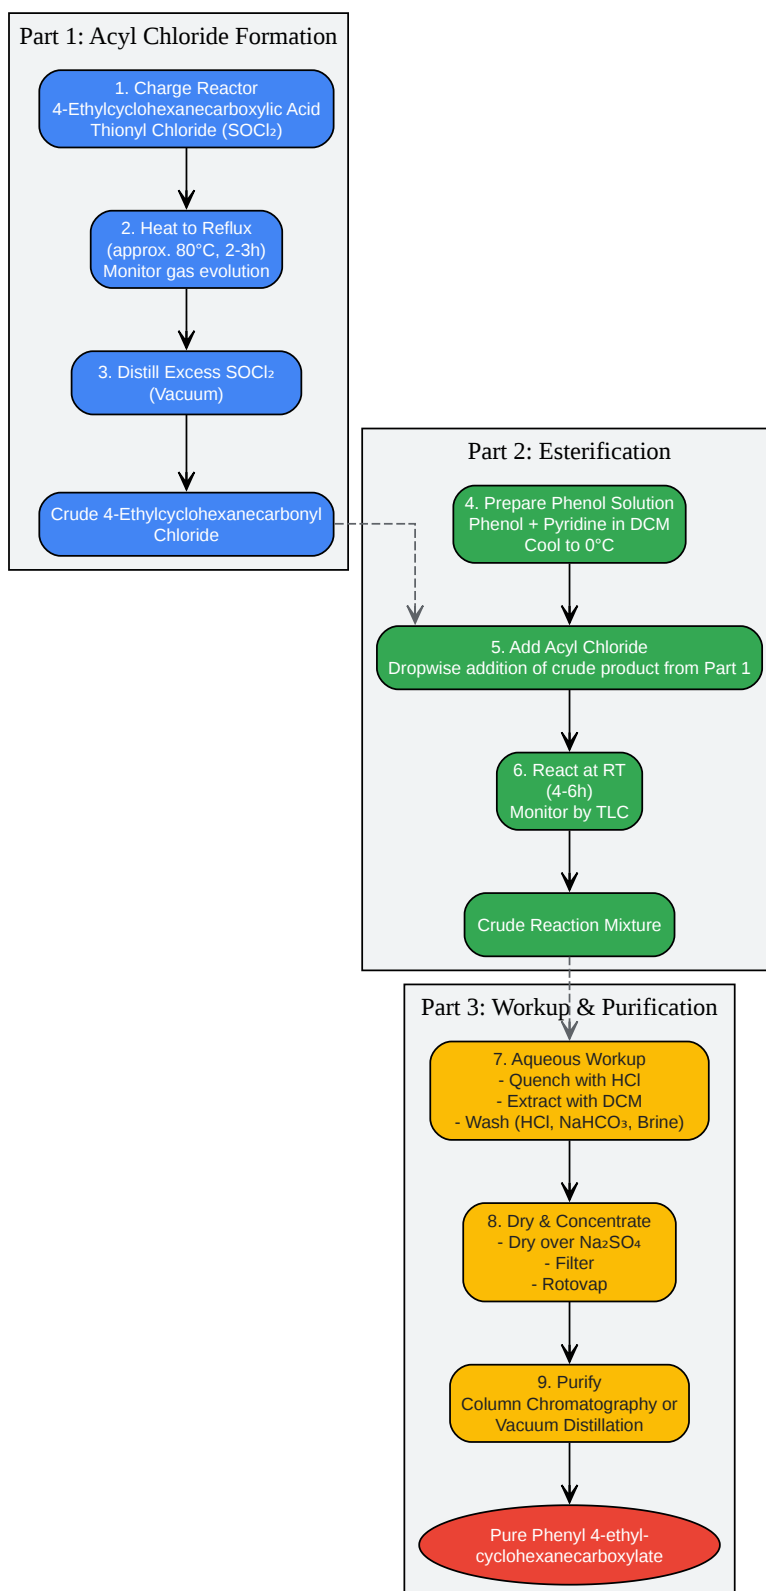 Part 1: Acyl Chloride Formation
1. Charge Reactor
4-Ethylcyclohexanecarboxylic Acid
Thionyl Chloride (SOCl₂)
2. Heat to Reflux
(approx. 80°C, 2-3h)
Monitor gas evolution
3. Distill Excess SOCl₂
(Vacuum)
Crude 4-Ethylcyclohexanecarbonyl
Chloride
Part 2: Esterification
4. Prepare Phenol Solution
Phenol + Pyridine in DCM
Cool to 0°C
5. Add Acyl Chloride
Dropwise addition of crude product from Part 1
6. React at RT
(4-6h)
Monitor by TLC
Crude Reaction Mixture
Part 3: Workup & Purification
7. Aqueous Workup
- Quench with HCl
- Extract with DCM
- Wash (HCl, NaHCO₃, Brine)
8. Dry & Concentrate
- Dry over Na₂SO₄
- Filter
- Rotovap
9. Purify
Column Chromatography or
Vacuum Distillation
Pure Phenyl 4-ethyl-
cyclohexanecarboxylate